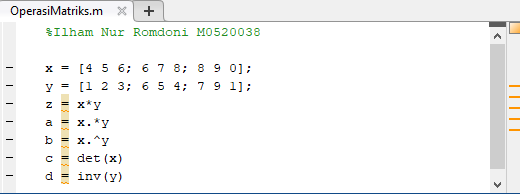 OperasiMatriks.m
%Ilham Nur Romdoni M0520038
x = [4 5 6; 6 7 8; 8 9 0];
y = [1 2 3; 6 5 4; 7 9 1];
z = x*y
a = x.*y
b = x.^y
c = det(x)
d = inv(y)